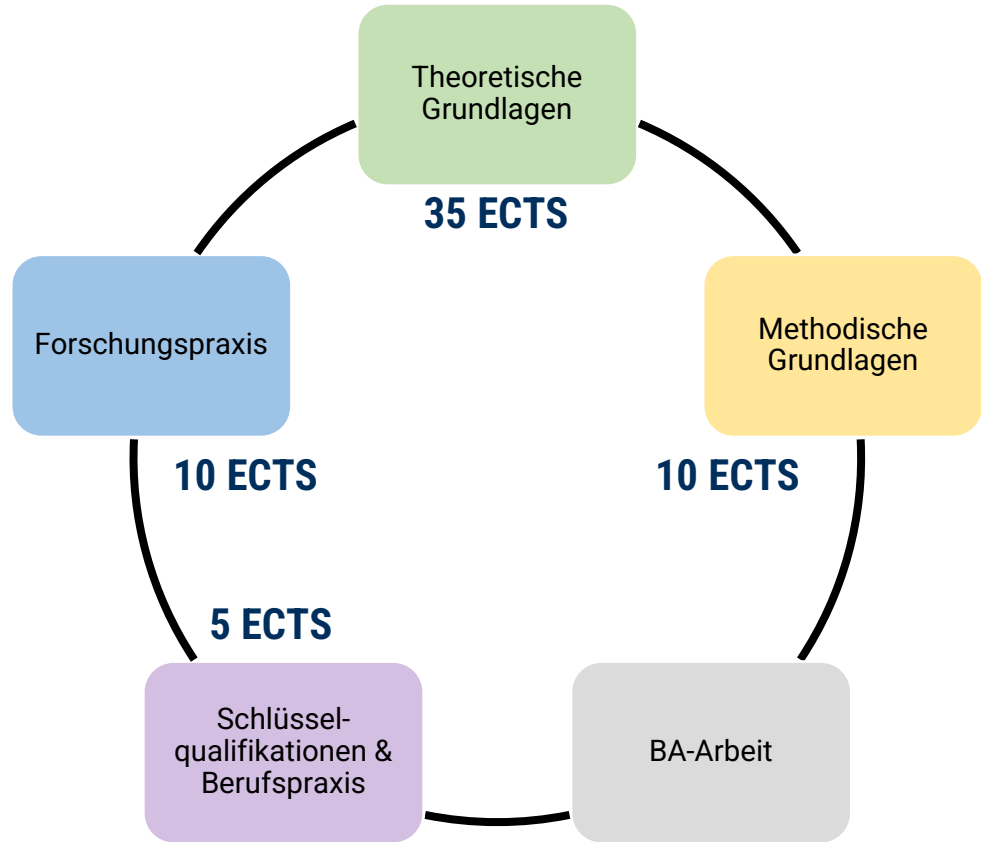 Theoretische
Grundlagen
35 ECTS
Forschungspraxis
10 ECTS
Methodische
Grundlagen
10 ECTS
5 ECTS
Schlüssel-
qualifikationen &
Berufspraxis
BA-Arbeit